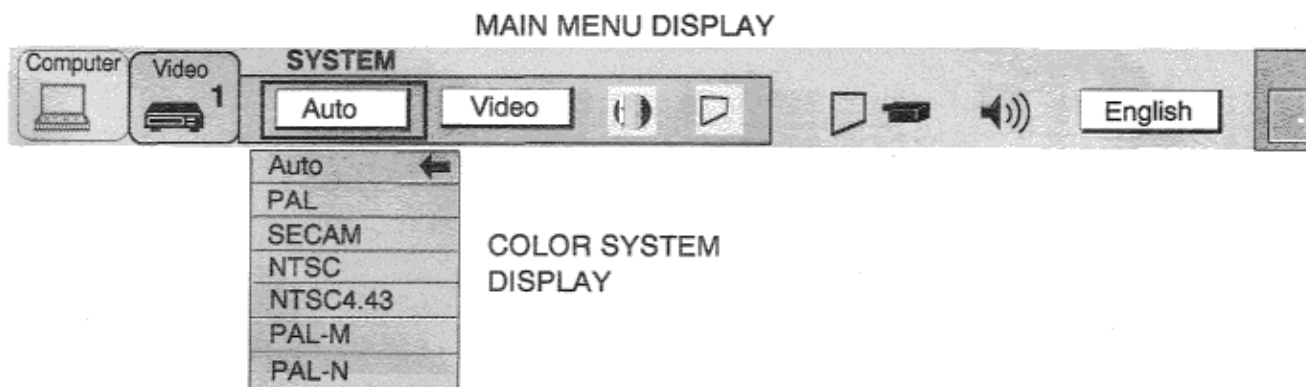 MAIN MENU DISPLAY
Computer Video 1 SYSTEM
Auto Video English
Auto
PAL
SECAM
NTSC
NTSC4.43
PAL-M
PAL-N
COLOR SYSTEM
DISPLAY